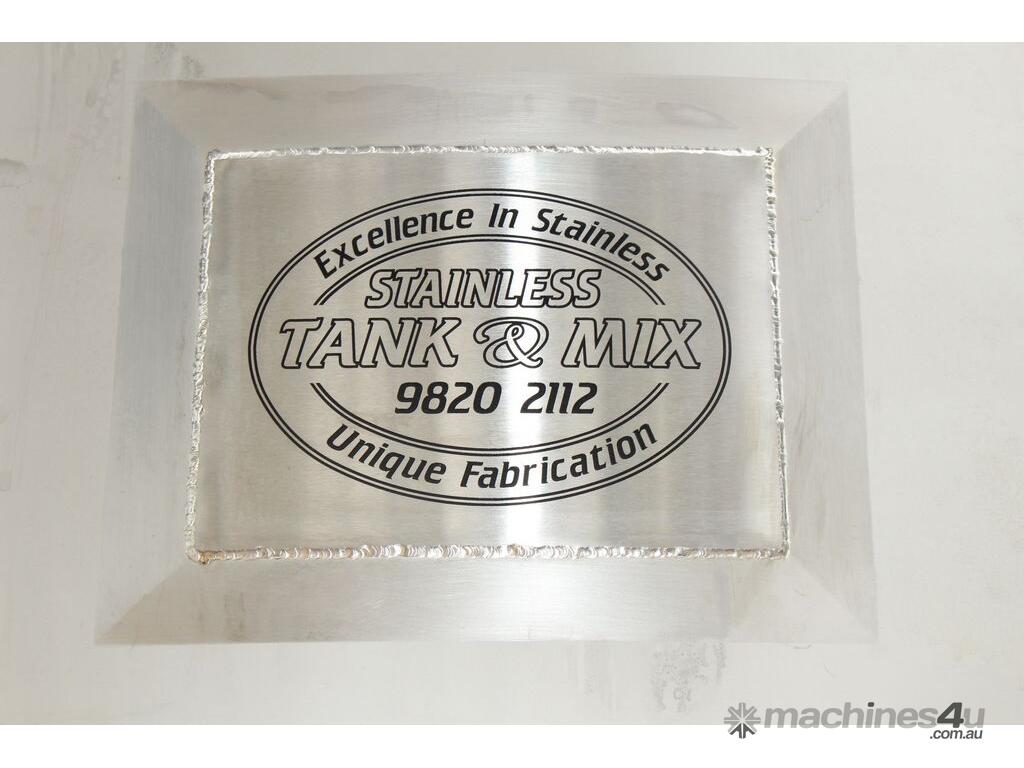 Excellence In Stainless
STAINLESS
TANK & MIX
9820 2112
Unique Fabrication
machines4u
.com.au